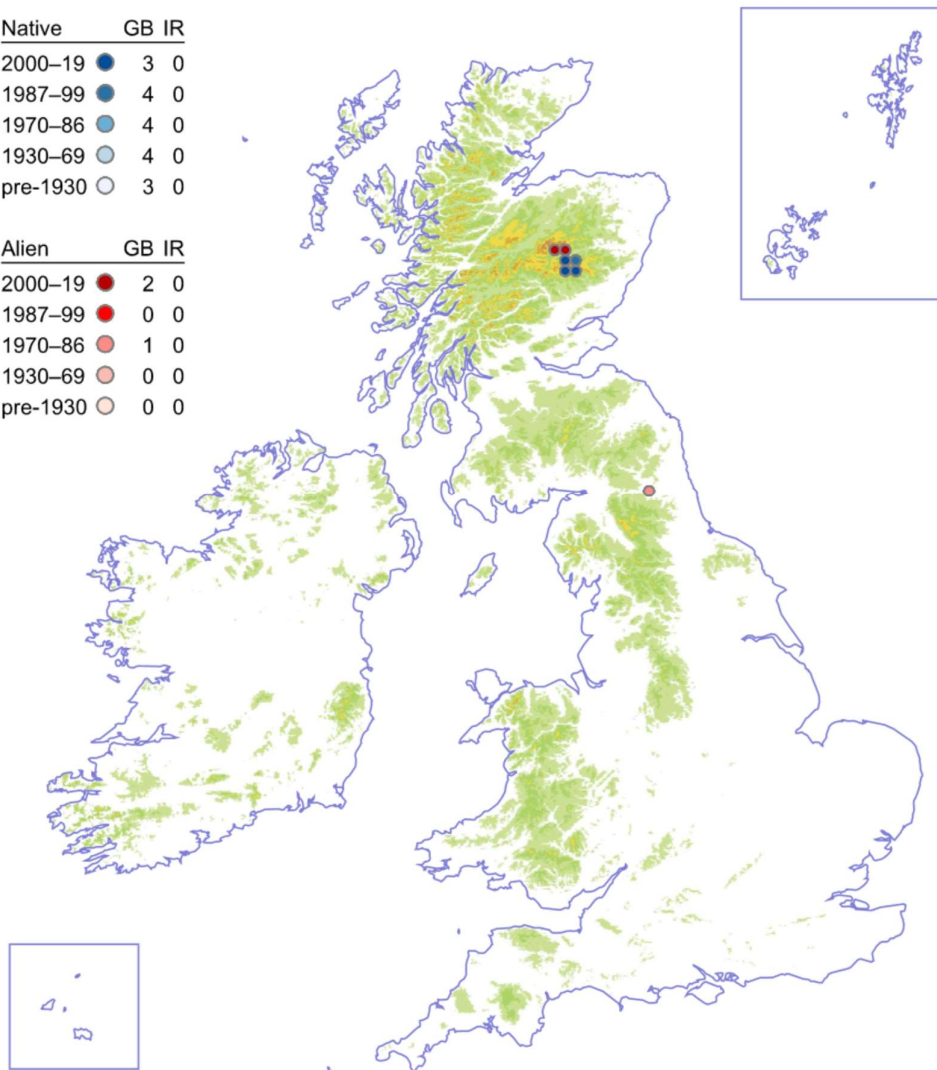 Native GB IR
2000–19 3 0
1987–99 4 0
1970–86 4 0
1930–69 4 0
pre-1930 3 0
Alien GB IR
2000–19 2 0
1987–99 0 0
1970–86 1 0
1930–69 0 0
pre-1930 0 0